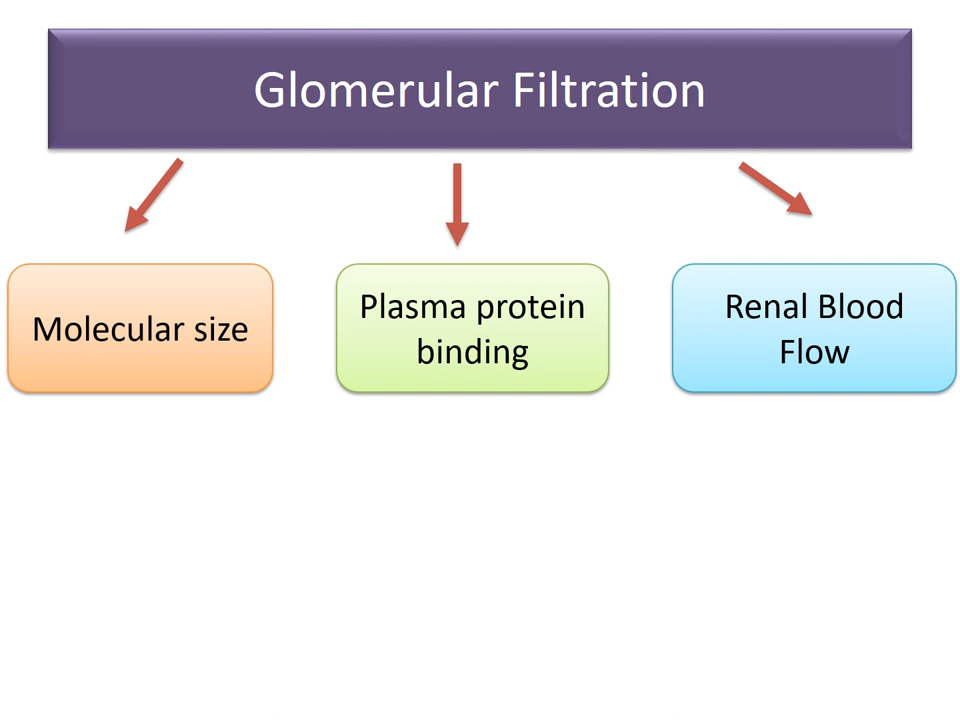 Glomerular Filtration
Molecular size
Plasma protein
binding
Renal Blood
Flow